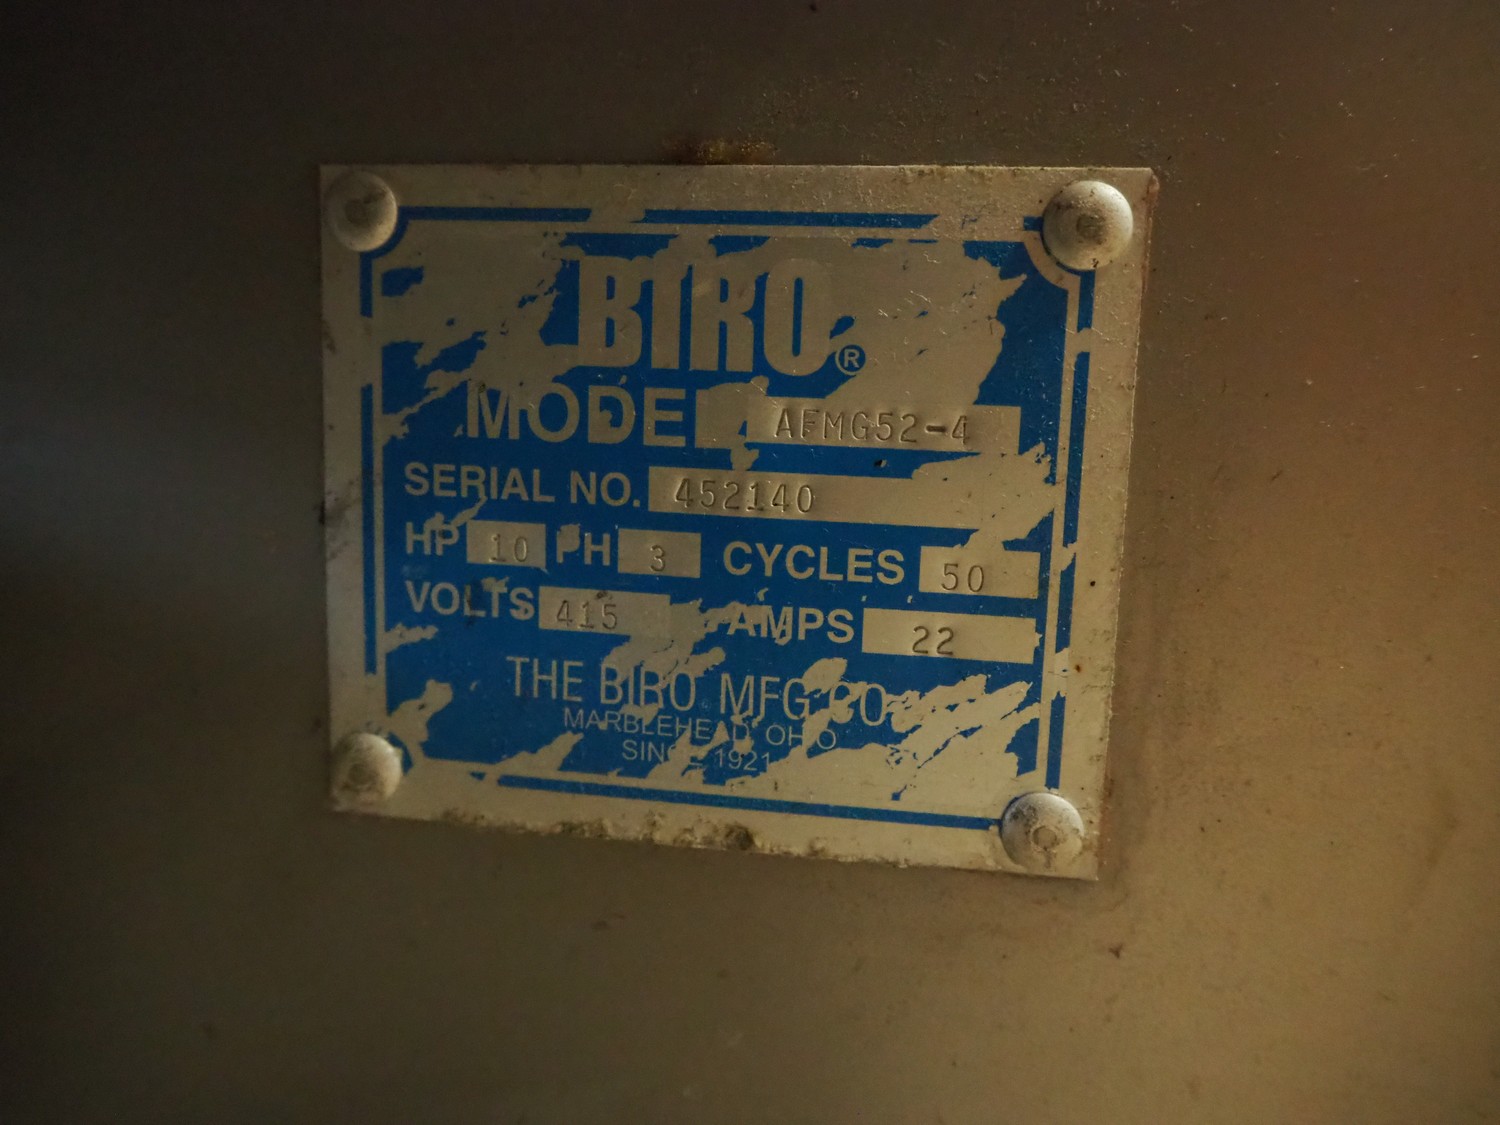 BIRO®
MODEL AFMG52-4
SERIAL NO. 452140
HP 10 PH 3 CYCLES 50
VOLTS 415 AMPS 22
THE BIRO MFG CO
MARBLEHEAD OHIO
SINCE 1921